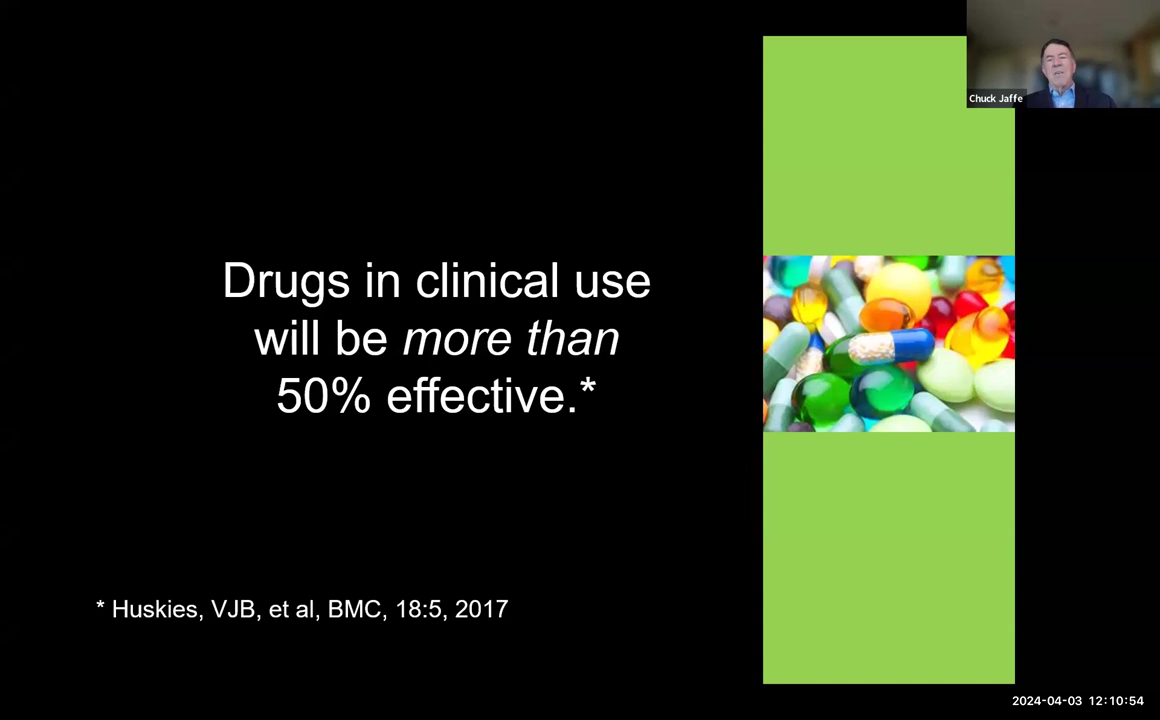 Chuck Jaffe
Drugs in clinical use
will be more than
50% effective.*
* Huskies, VJB, et al, BMC, 18:5, 2017
2024-04-03 12:10:54